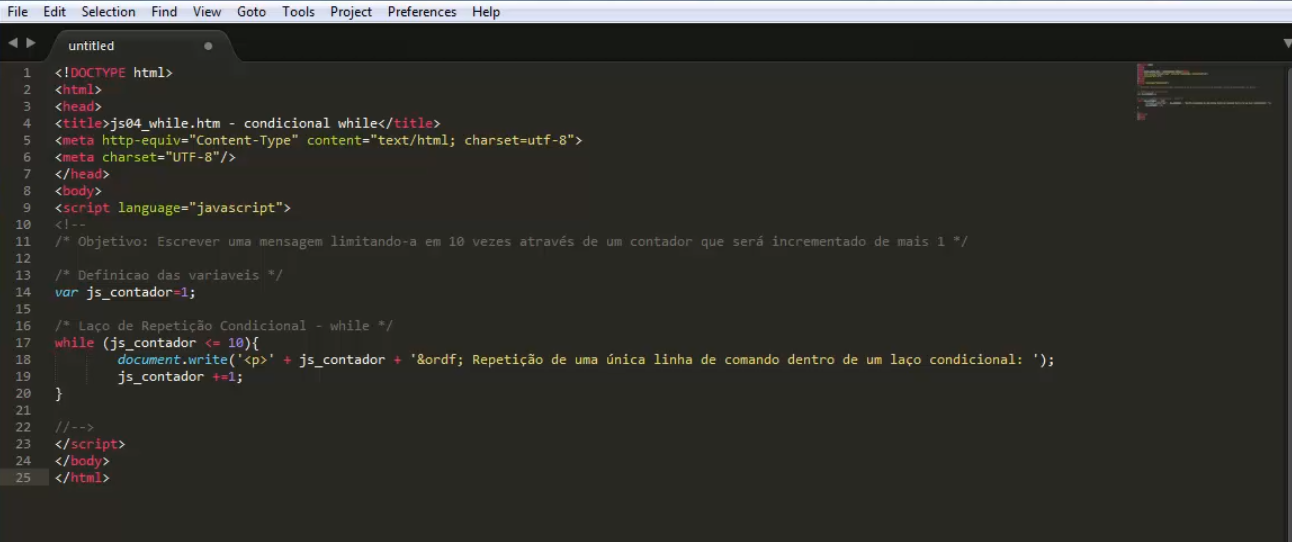 File Edit Selection Find View Goto Tools Project Preferences Help
untitled
1 <!DOCTYPE html>
2 <html>
3 <head>
4 <title>js04_while.htm - condicional while</title>
5 <meta http-equiv="Content-Type" content="text/html; charset=utf-8">
6 <meta charset="UTF-8"/>
7 </head>
8 <body>
9 <script language="javascript">
10 <!--
11 /* Objetivo: Escrever uma mensagem limitando-a em 10 vezes através de um contador que será incrementado de mais 1 */
12
13 /* Definicao das variaveis */
14 var js_contador=1;
15
16 /* Laço de Repetição Condicional - while */
17 while (js_contador <= 10){
18 document.write('<p>' + js_contador + '&ordf; Repetição de uma única linha de comando dentro de um laço condicional: ');
19 js_contador +=1;
20 }
21
22 //-->
23 </script>
24 </body>
25 </html>